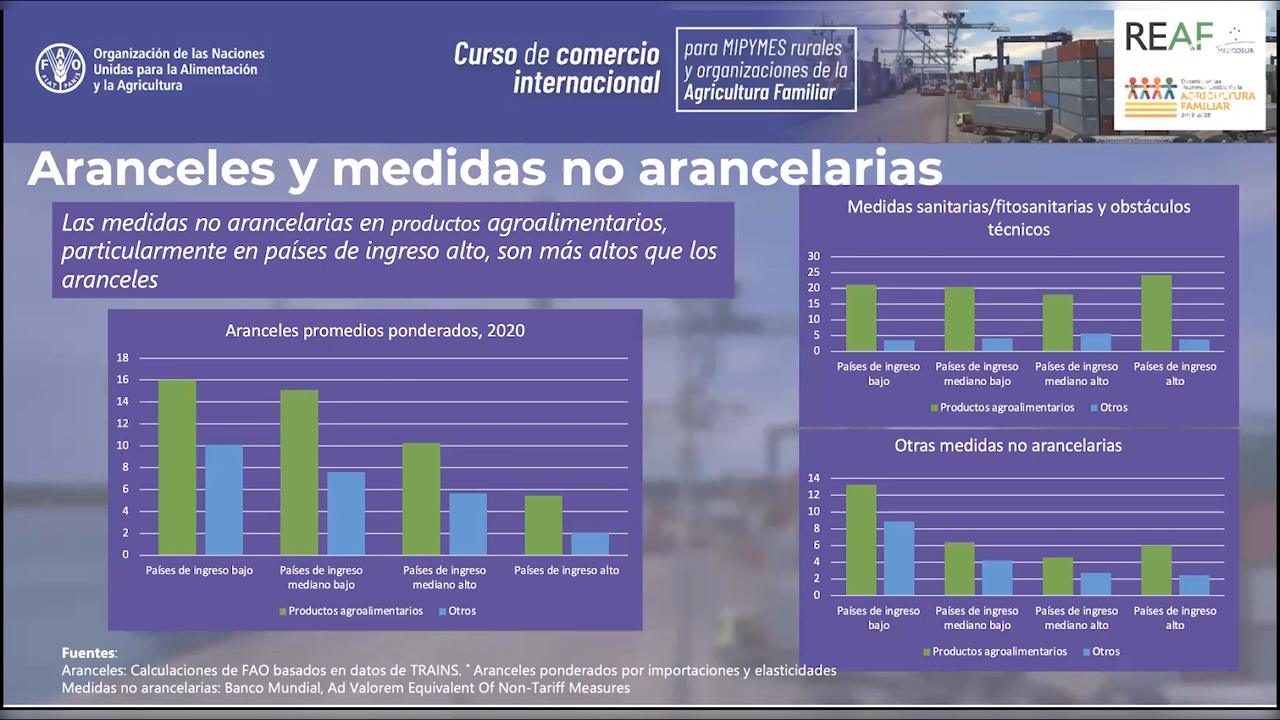 Organización de las Naciones
Unidas para la Alimentación
y la Agricultura
Curso de comercio
internacional
para MIPYMES rurales
y organizaciones de la
Agricultura Familiar
REAF
MERCOSUR
AGRICULTURA
FAMILIAR
Aranceles y medidas no arancelarias
Las medidas no arancelarias en productos agroalimentarios,
particularmente en países de ingreso alto, son más altos que los
aranceles
Aranceles promedios ponderados, 2020
18
16
14
12
10
8
6
4
2
0
Países de ingreso bajo
Países de ingreso
mediano bajo
Países de ingreso
mediano alto
Países de ingreso alto
Productos agroalimentarios
Otros
Medidas sanitarias/fitosanitarias y obstáculos
técnicos
30
25
20
15
10
5
0
Países de ingreso
bajo
Países de ingreso
mediano bajo
Países de ingreso
mediano alto
Países de ingreso
alto
Productos agroalimentarios
Otros
Otras medidas no arancelarias
14
12
10
8
6
4
2
0
Países de ingreso
bajo
Países de ingreso
mediano bajo
Países de ingreso
mediano alto
Países de ingreso
alto
Productos agroalimentarios
Otros
Fuentes:
Aranceles: Calculaciones de FAO basados en datos de TRAINS. * Aranceles ponderados por importaciones y elasticidades
Medidas no arancelarias: Banco Mundial, Ad Valorem Equivalent Of Non-Tariff Measures